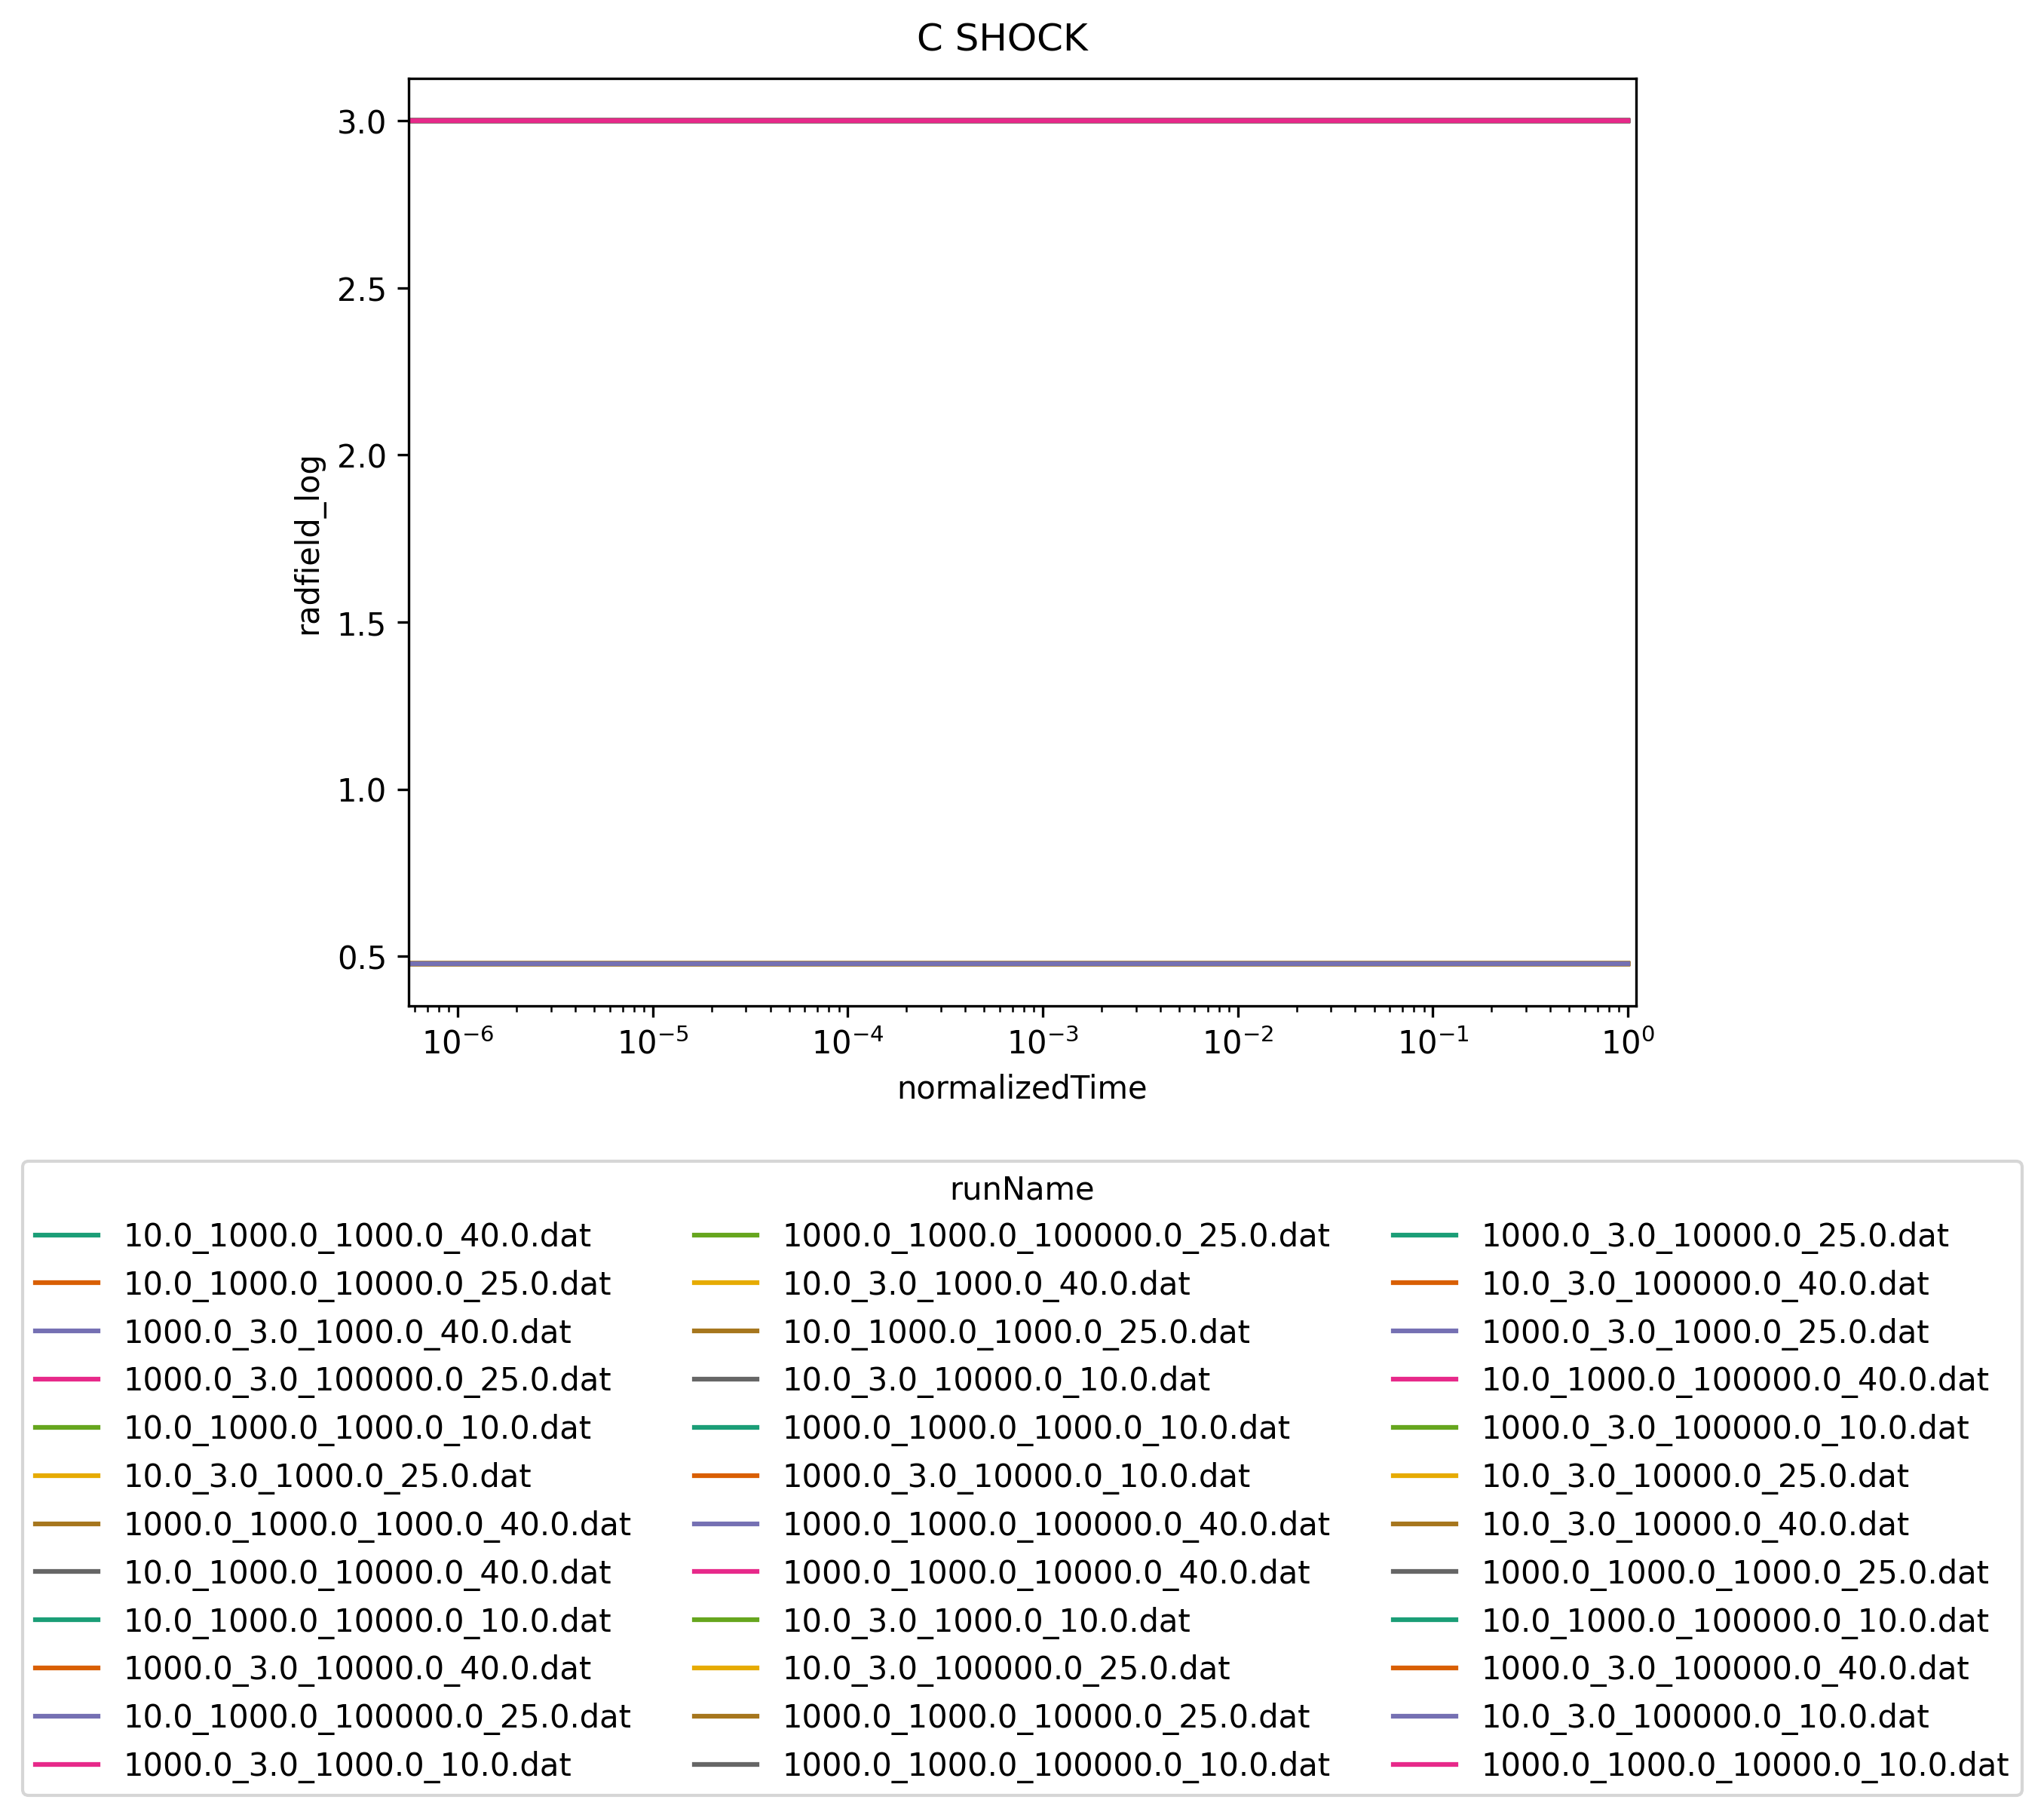 C SHOCK
3.0
2.5
2.0
1.5
1.0
0.5
radfield_log
10⁻⁶ 10⁻⁵ 10⁻⁴ 10⁻³ 10⁻² 10⁻¹ 10⁰
normalizedTime
runName
10.0_1000.0_1000.0_40.0.dat
10.0_1000.0_10000.0_25.0.dat
1000.0_3.0_1000.0_40.0.dat
1000.0_3.0_100000.0_25.0.dat
10.0_1000.0_1000.0_10.0.dat
10.0_3.0_1000.0_25.0.dat
1000.0_1000.0_1000.0_40.0.dat
10.0_1000.0_10000.0_40.0.dat
10.0_1000.0_10000.0_10.0.dat
1000.0_3.0_10000.0_40.0.dat
10.0_1000.0_100000.0_25.0.dat
1000.0_3.0_1000.0_10.0.dat
1000.0_1000.0_100000.0_25.0.dat
10.0_3.0_1000.0_40.0.dat
10.0_1000.0_1000.0_25.0.dat
10.0_3.0_10000.0_10.0.dat
1000.0_1000.0_1000.0_10.0.dat
1000.0_3.0_10000.0_10.0.dat
1000.0_1000.0_100000.0_40.0.dat
1000.0_1000.0_10000.0_40.0.dat
10.0_3.0_1000.0_10.0.dat
10.0_3.0_100000.0_25.0.dat
1000.0_1000.0_10000.0_25.0.dat
1000.0_1000.0_100000.0_10.0.dat
1000.0_3.0_10000.0_25.0.dat
10.0_3.0_100000.0_40.0.dat
1000.0_3.0_1000.0_25.0.dat
10.0_1000.0_100000.0_40.0.dat
1000.0_3.0_100000.0_10.0.dat
10.0_3.0_10000.0_25.0.dat
10.0_3.0_10000.0_40.0.dat
1000.0_1000.0_1000.0_25.0.dat
10.0_1000.0_100000.0_10.0.dat
1000.0_3.0_100000.0_40.0.dat
10.0_3.0_100000.0_10.0.dat
1000.0_1000.0_10000.0_10.0.dat